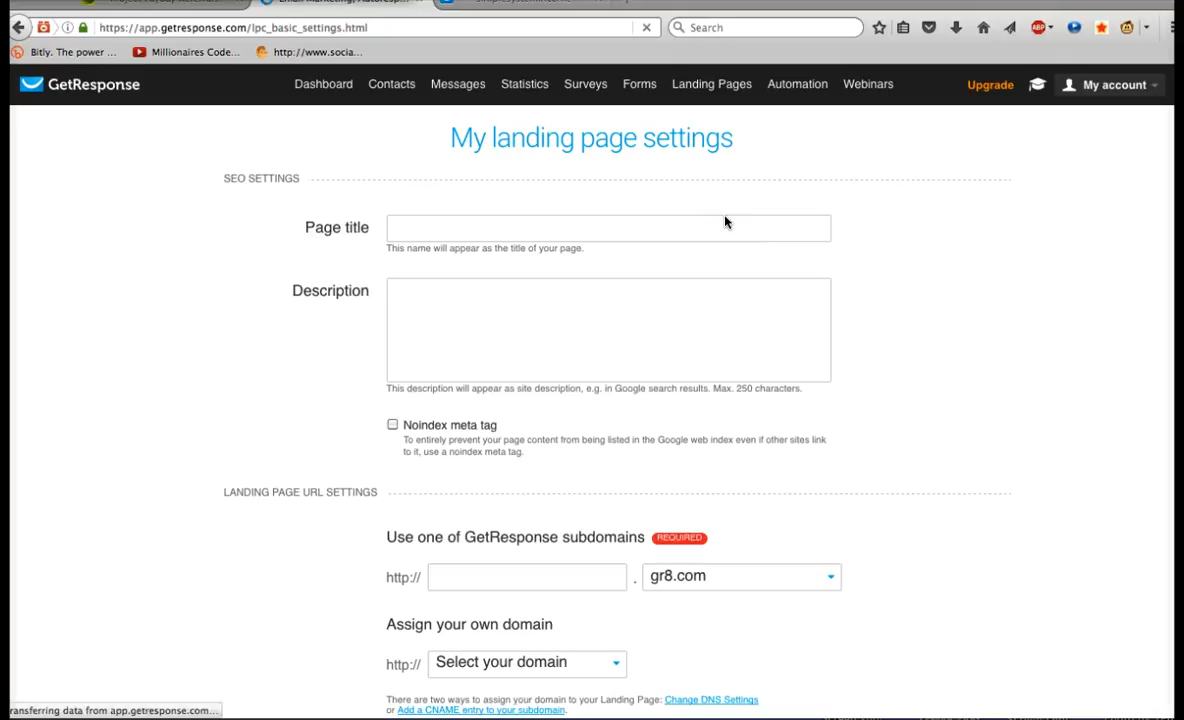 https://app.getresponse.com/lpc_basic_settings.html
Search
ABP
Bitly. The power ...
Millionaires Code...
http://www.socia...
GetResponse
Dashboard
Contacts
Messages
Statistics
Surveys
Forms
Landing Pages
Automation
Webinars
Upgrade
My account
My landing page settings
SEO SETTINGS
Page title
This name will appear as the title of your page.
Description
This description will appear as site description, e.g. in Google search results. Max. 250 characters.
Noindex meta tag
To entirely prevent your page content from being listed in the Google web index even if other sites link
to it, use a noindex meta tag.
LANDING PAGE URL SETTINGS
Use one of GetResponse subdomains REQUIRED
http:// . gr8.com
Assign your own domain
http:// Select your domain
There are two ways to assign your domain to your Landing Page: Change DNS Settings
or Add a CNAME entry to your subdomain.
ransferring data from app.getresponse.com...